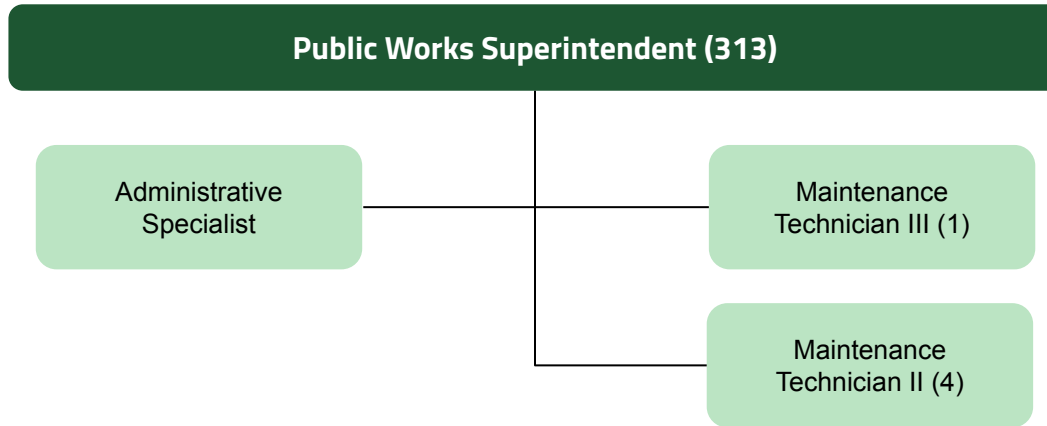 Public Works Superintendent (313)
Administrative
Specialist
Maintenance
Technician III (1)
Maintenance
Technician II (4)